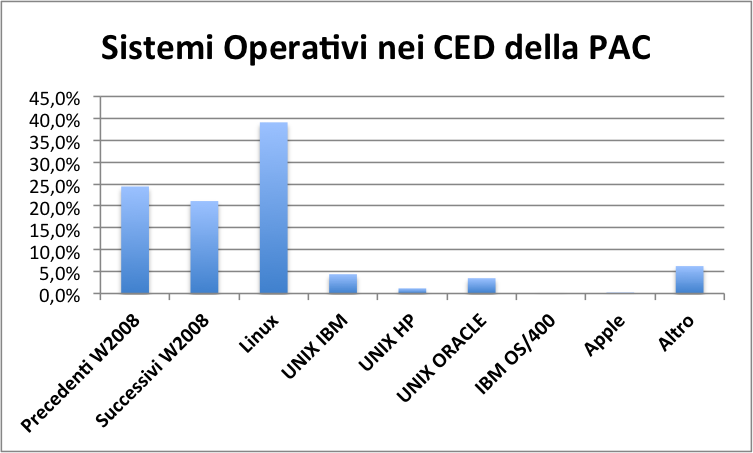 Sistemi Operativi nei CED della PAC
45,0%
40,0%
35,0%
30,0%
25,0%
20,0%
15,0%
10,0%
5,0%
0,0%
Precedenti W2008
Successivi W2008
Linux
UNIX IBM
UNIX HP
UNIX ORACLE
IBM OS/400
Apple
Altro